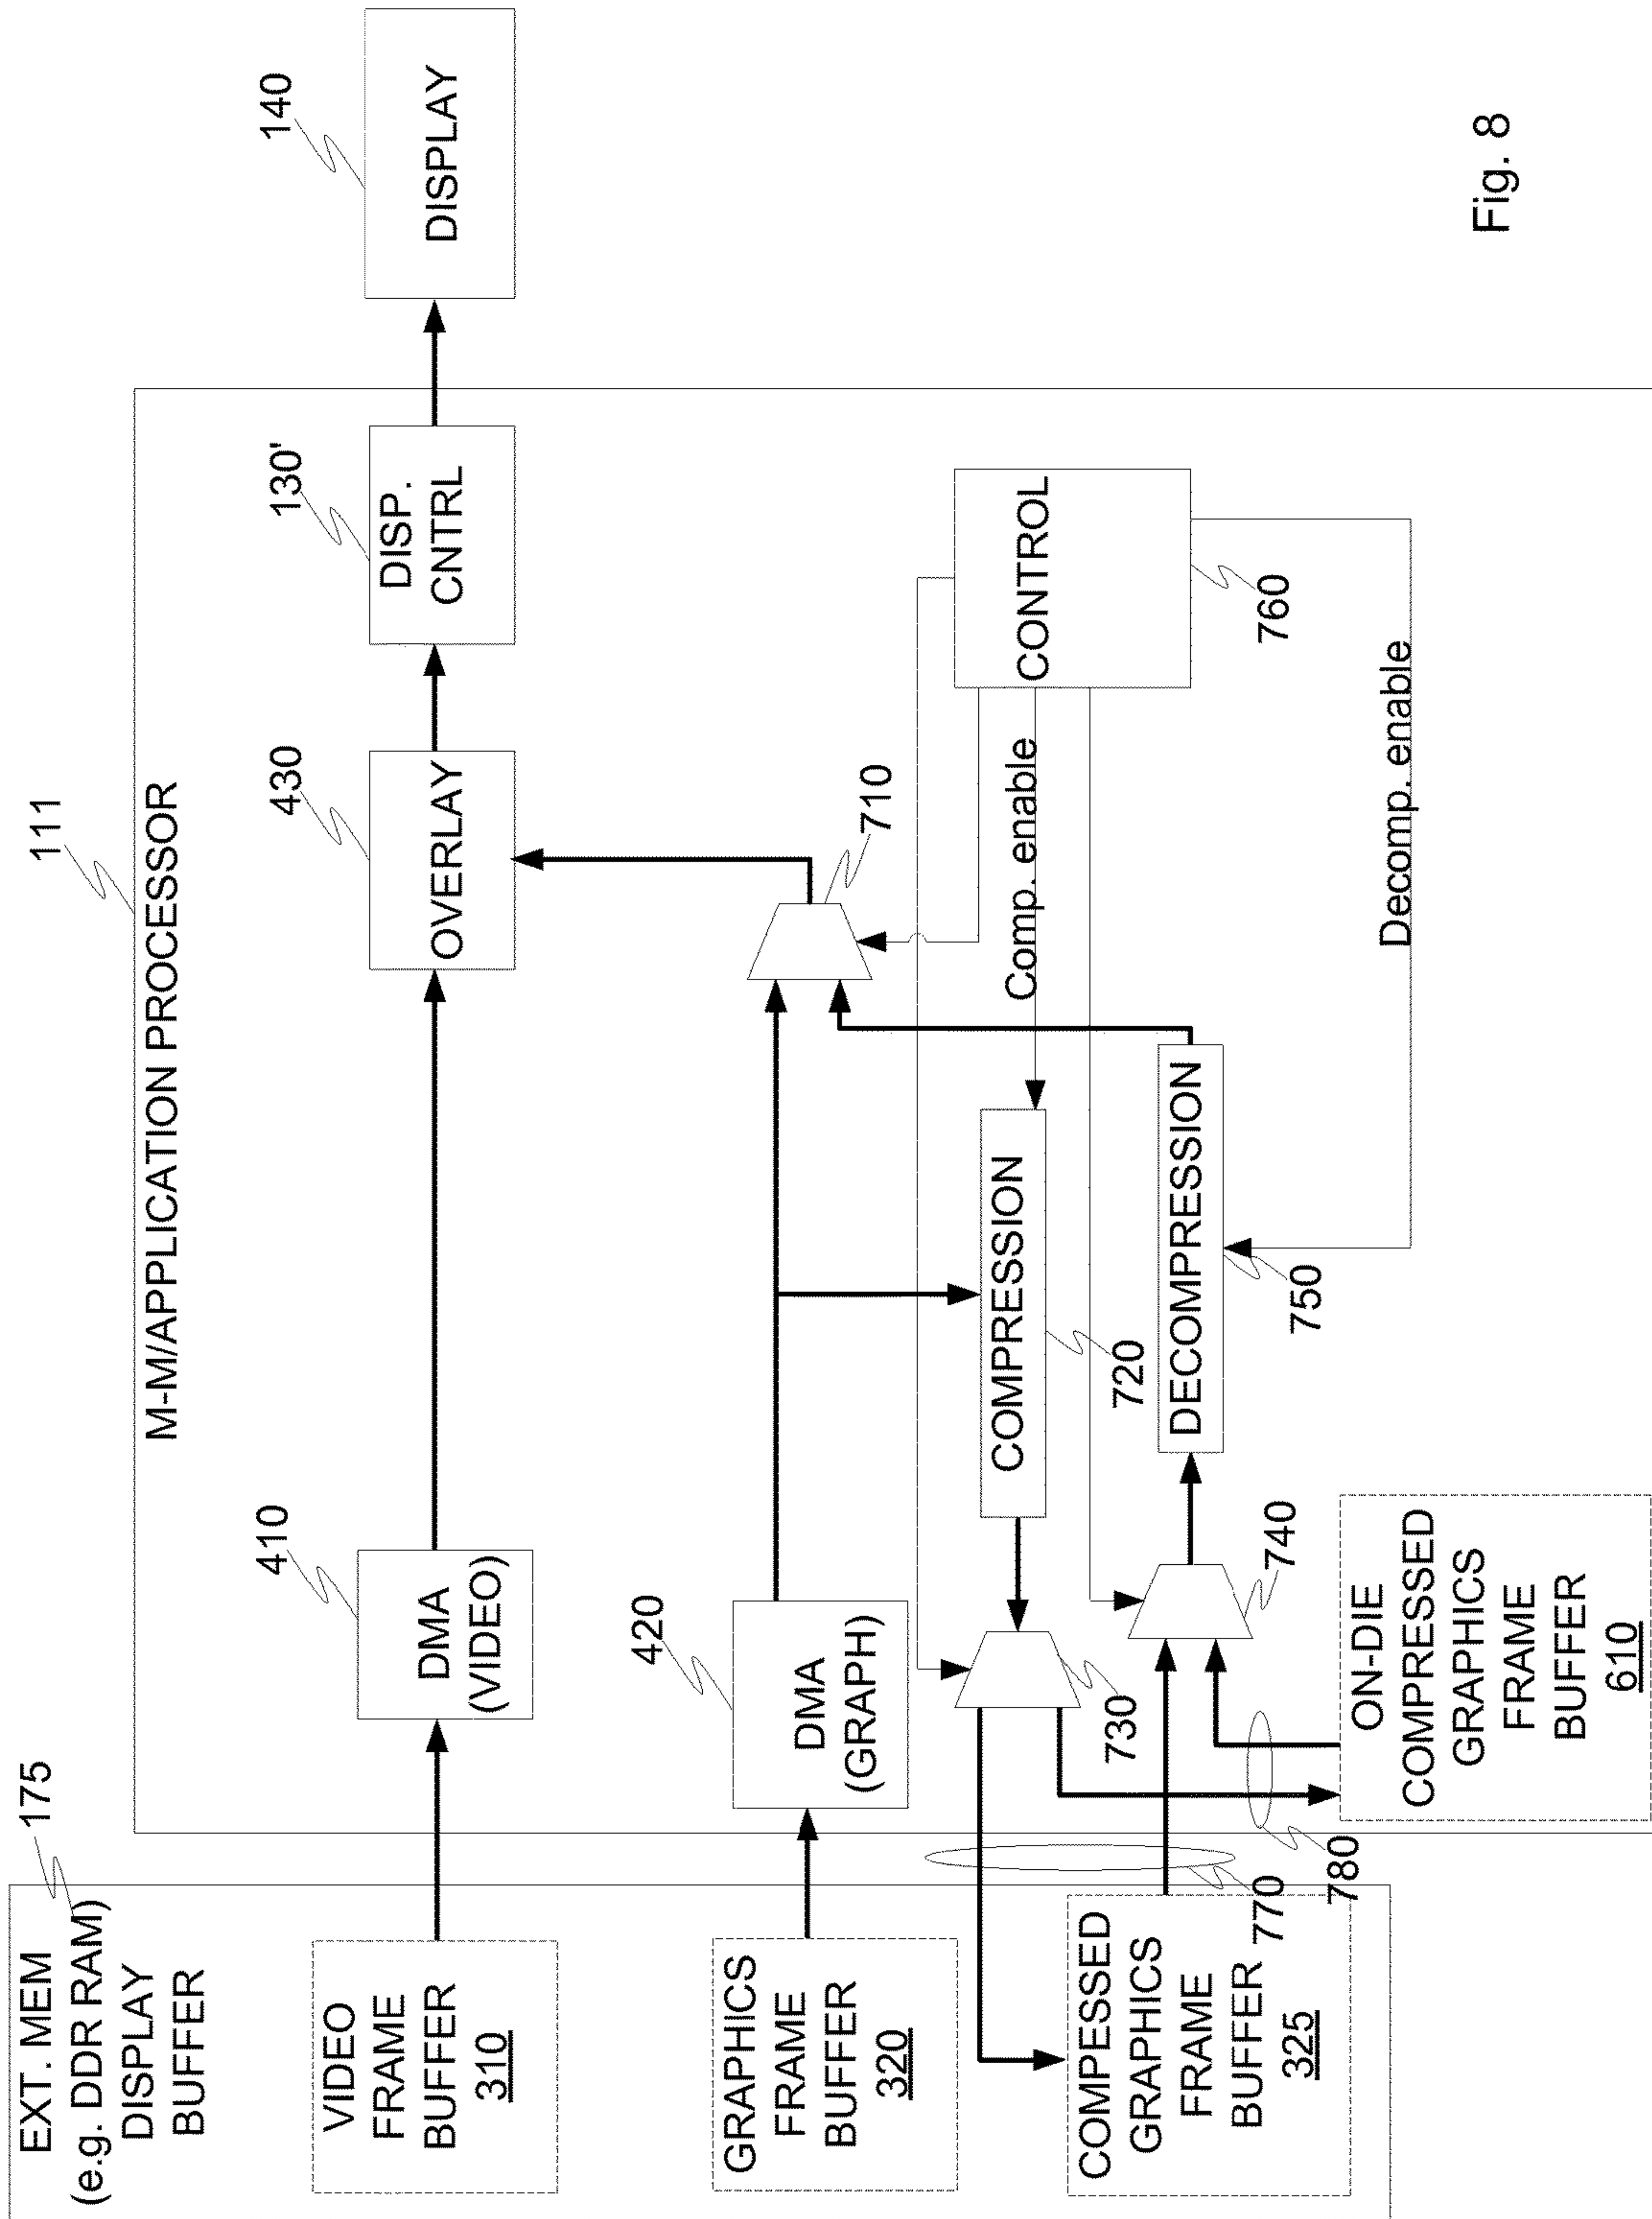 EXT. MEM
(e.g. DDR RAM)
DISPLAY
BUFFER
175
VIDEO
FRAME
BUFFER
310
GRAPHICS
FRAME
BUFFER
320
COMPESSED
GRAPHICS
FRAME
BUFFER
325
M-M/APPLICATION PROCESSOR
111
DMA
(VIDEO)
410
OVERLAY
430
DISP.
CNTRL
130'
DISPLAY
140
DMA
(GRAPH)
420
710
COMPRESSION
720
730
Comp. enable
CONTROL
760
DECOMPRESSION
750
740
Decomp. enable
770
780
ON-DIE
COMPRESSED
GRAPHICS
FRAME
BUFFER
610
Fig. 8